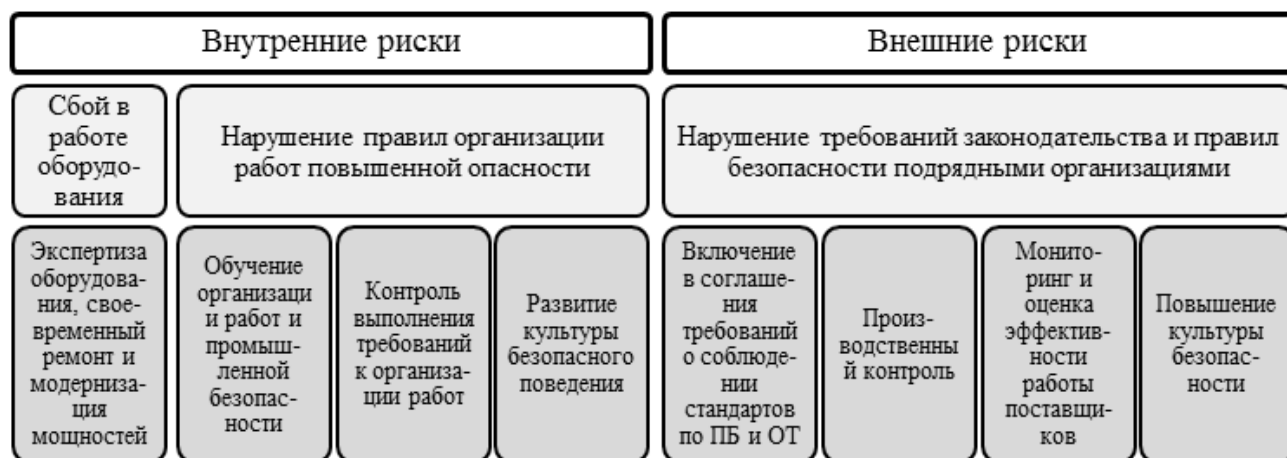 Внутренние риски
Внешние риски
Сбой в
работе
оборудо-
вания
Нарушение правил организации
работ повышенной опасности
Нарушение требований законодательства и правил
безопасности подрядными организациями
Экспертиза
оборудова-
ния, свое-
временный
ремонт и
модерниза-
ция
мощностей
Обучение
организаци
и работ и
промыш-
ленной
безопас-
ности
Контроль
выполнения
требований
к организа-
ции работ
Развитие
культуры
безопасного
поведения
Включение
в соглаше-
ния
требований
о соблюде-
нии
стандартов
по ПБ и ОТ
Произ-
водственны
й контроль
Монито-
ринг и
оценка
эффектив-
ности
работы
поставщи-
ков
Повышение
культуры
безопас-
ности